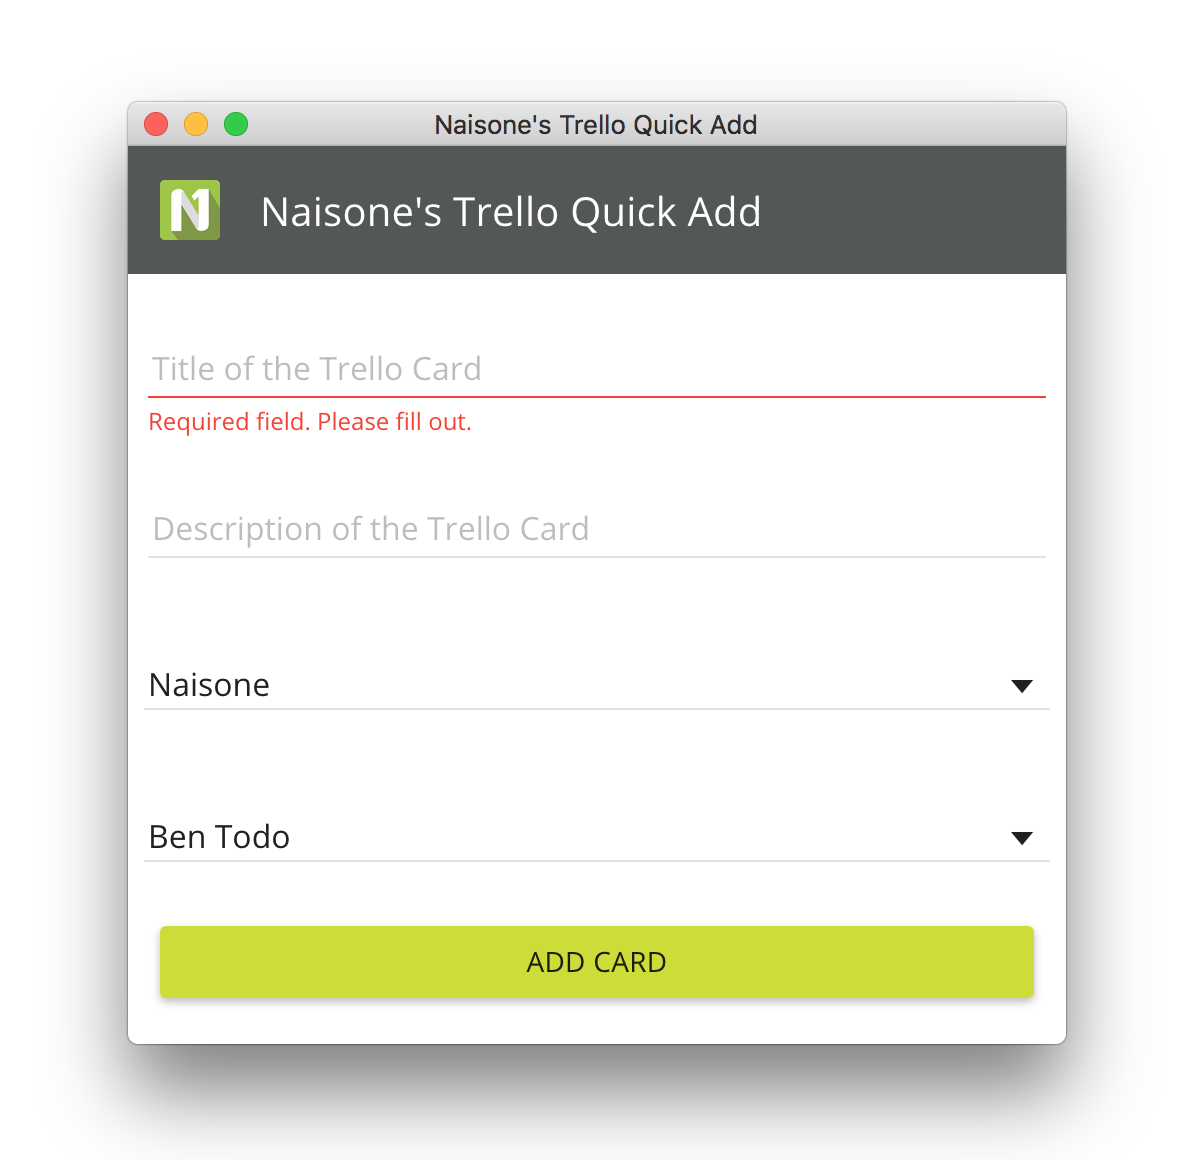 Naisone's Trello Quick Add
N1
Naisone's Trello Quick Add
Title of the Trello Card
Required field. Please fill out.
Description of the Trello Card
Naisone
Ben Todo
ADD CARD